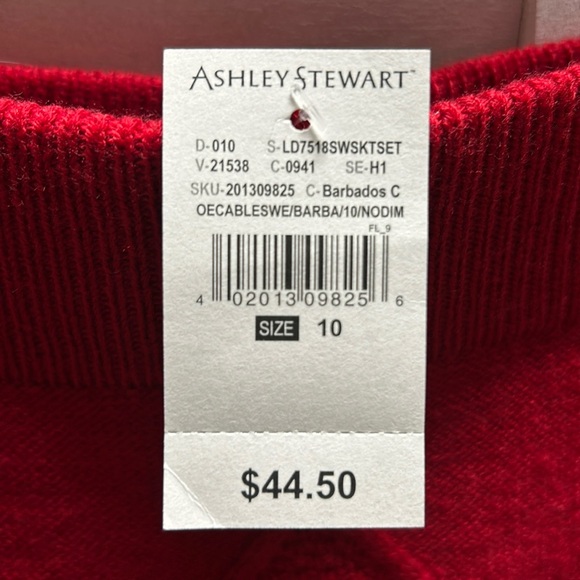 ASHLEY STEWART™
D-010 S-LD7518SWSKTSET
V-21538 C-0941 SE-H1
SKU-201309825 C-Barbados C
OECABLESWE/BARBA/10/NODIM
FL_9
4 02013 09825 6
SIZE 10
$44.50